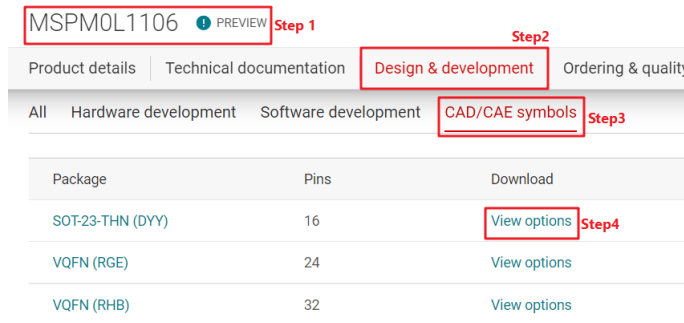 MSPM0L1106 ! PREVIEW Step 1
Step2
Product details Technical documentation Design & development Ordering & quality
All Hardware development Software development CAD/CAE symbols Step3
Package Pins Download
SOT-23-THN (DYY) 16 View options Step4
VQFN (RGE) 24 View options
VQFN (RHB) 32 View options